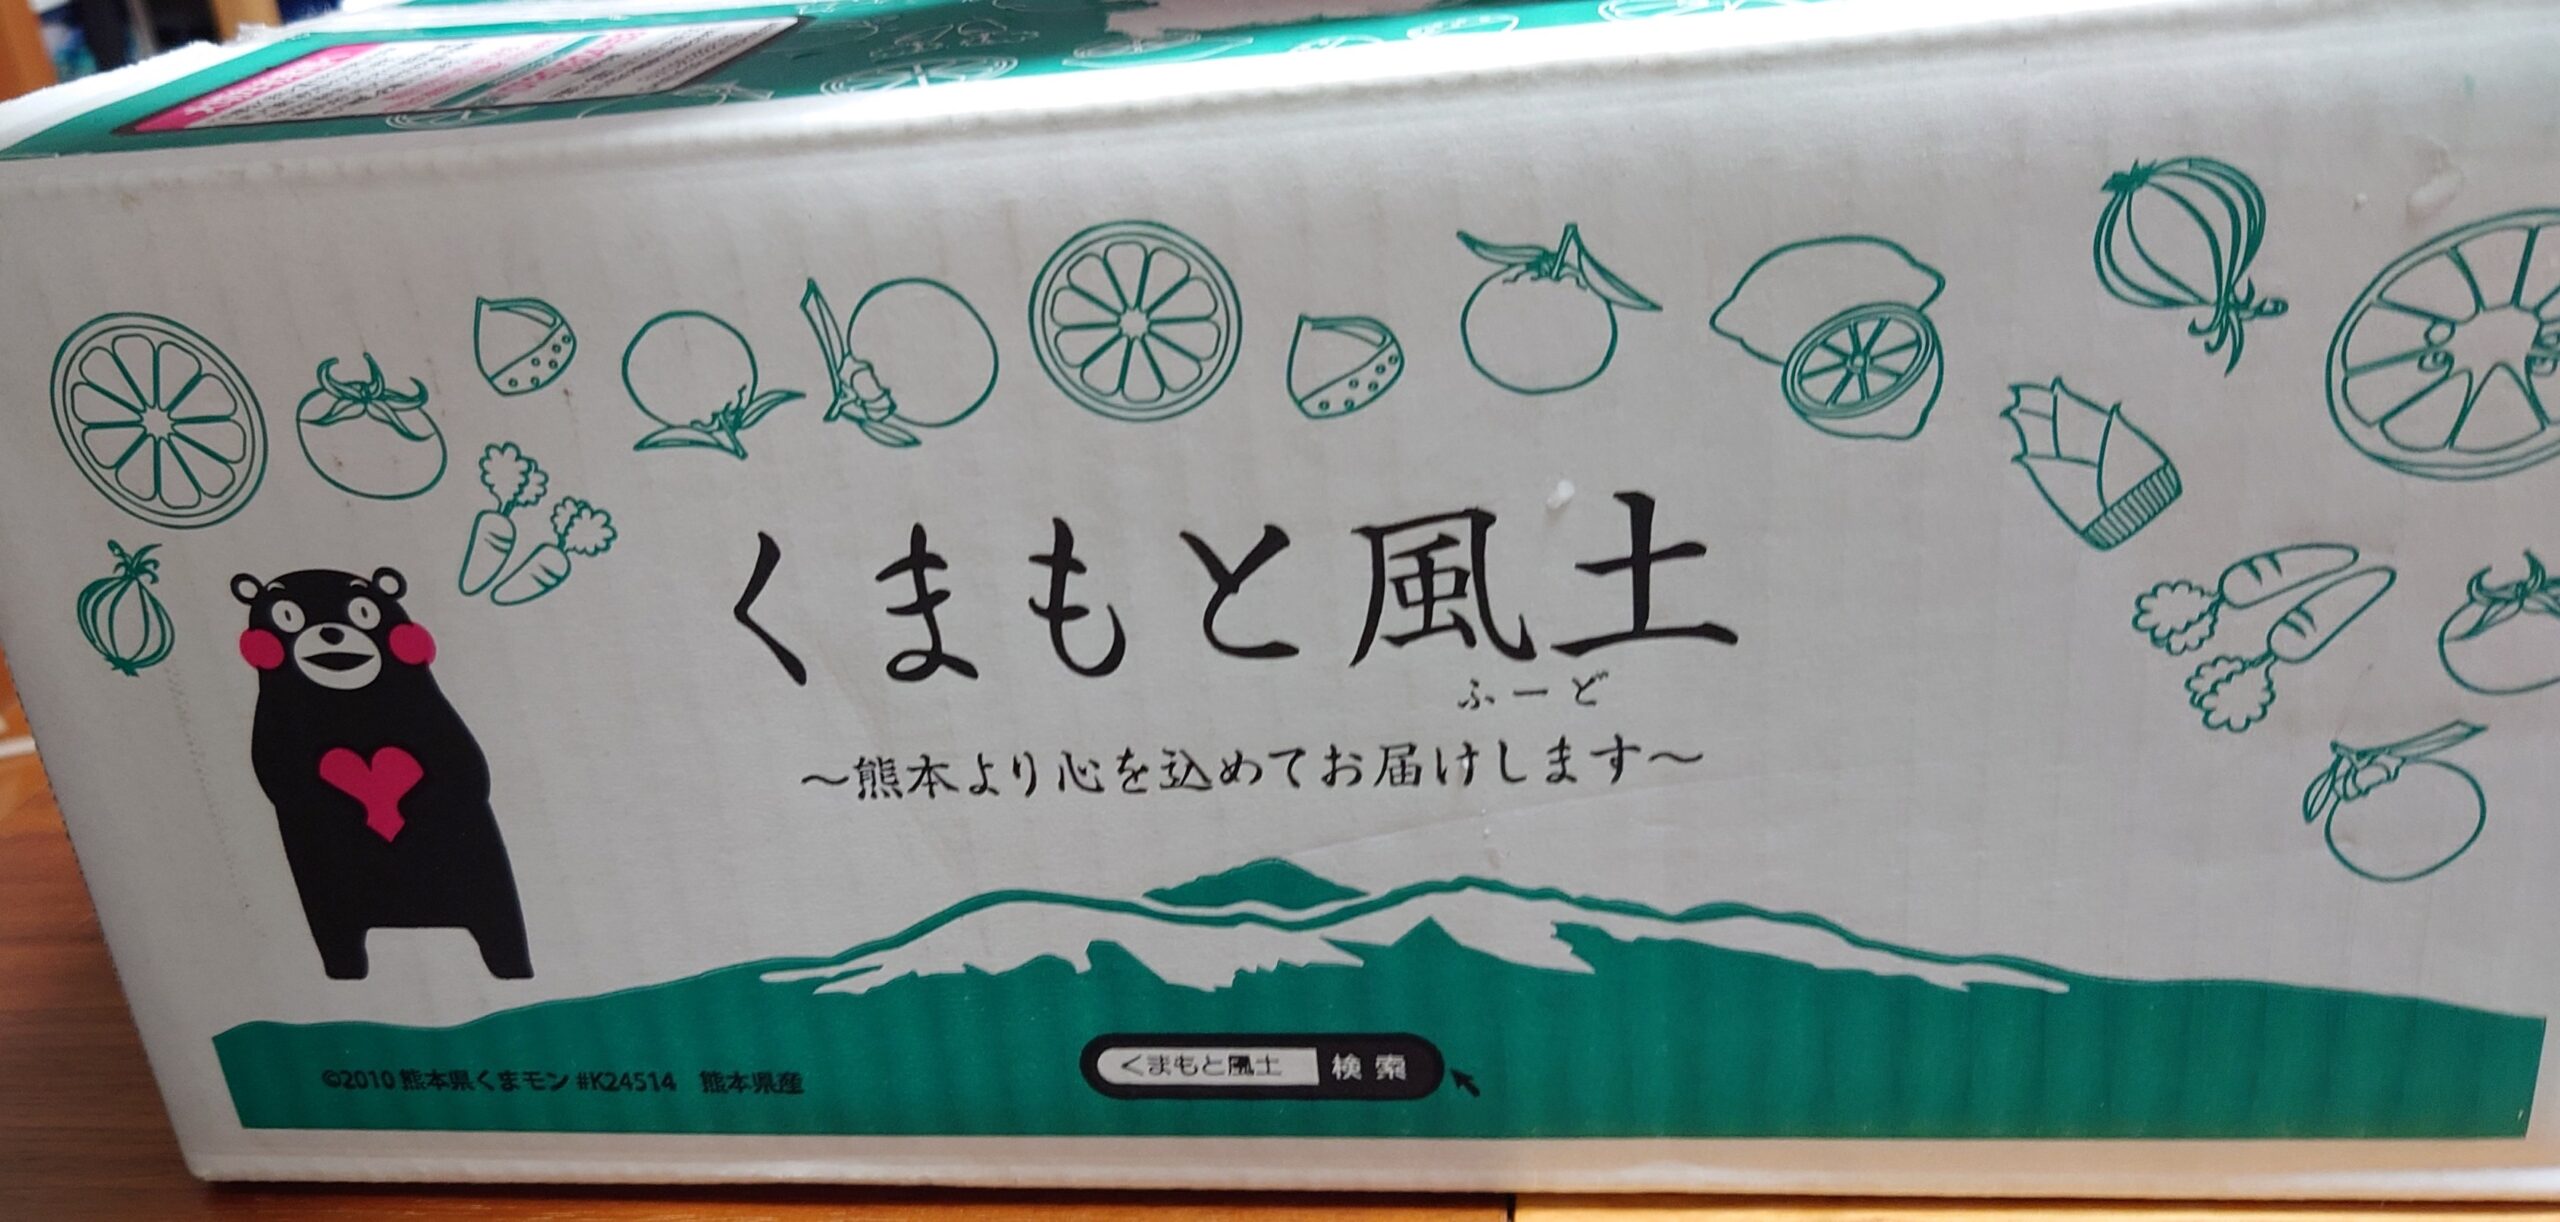 くまもと風土
ふーど
～熊本より心を込めてお届けします～
くまもと風土 検索
©2010 熊本県くまモン #K24514 熊本県産